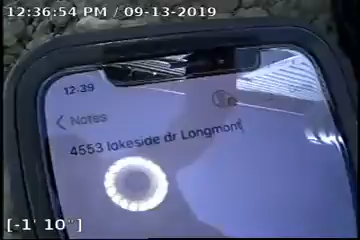 12:36:54 PM / 09-13-2019
12:39
Notes
4553 lakeside dr Longmont
[-1' 10"]